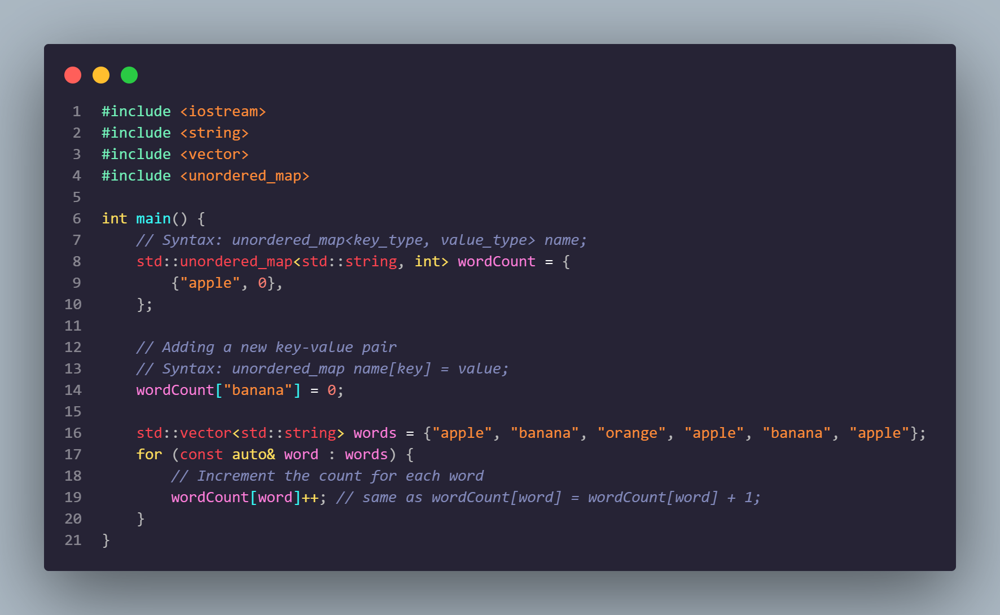 1 #include <iostream>
2 #include <string>
3 #include <vector>
4 #include <unordered_map>
5
6 int main() {
7     // Syntax: unordered_map<key_type, value_type> name;
8     std::unordered_map<std::string, int> wordCount = {
9         {"apple", 0},
10     };
11
12     // Adding a new key-value pair
13     // Syntax: unordered_map name[key] = value;
14     wordCount["banana"] = 0;
15
16     std::vector<std::string> words = {"apple", "banana", "orange", "apple", "banana", "apple"};
17     for (const auto& word : words) {
18         // Increment the count for each word
19         wordCount[word]++; // same as wordCount[word] = wordCount[word] + 1;
20     }
21 }